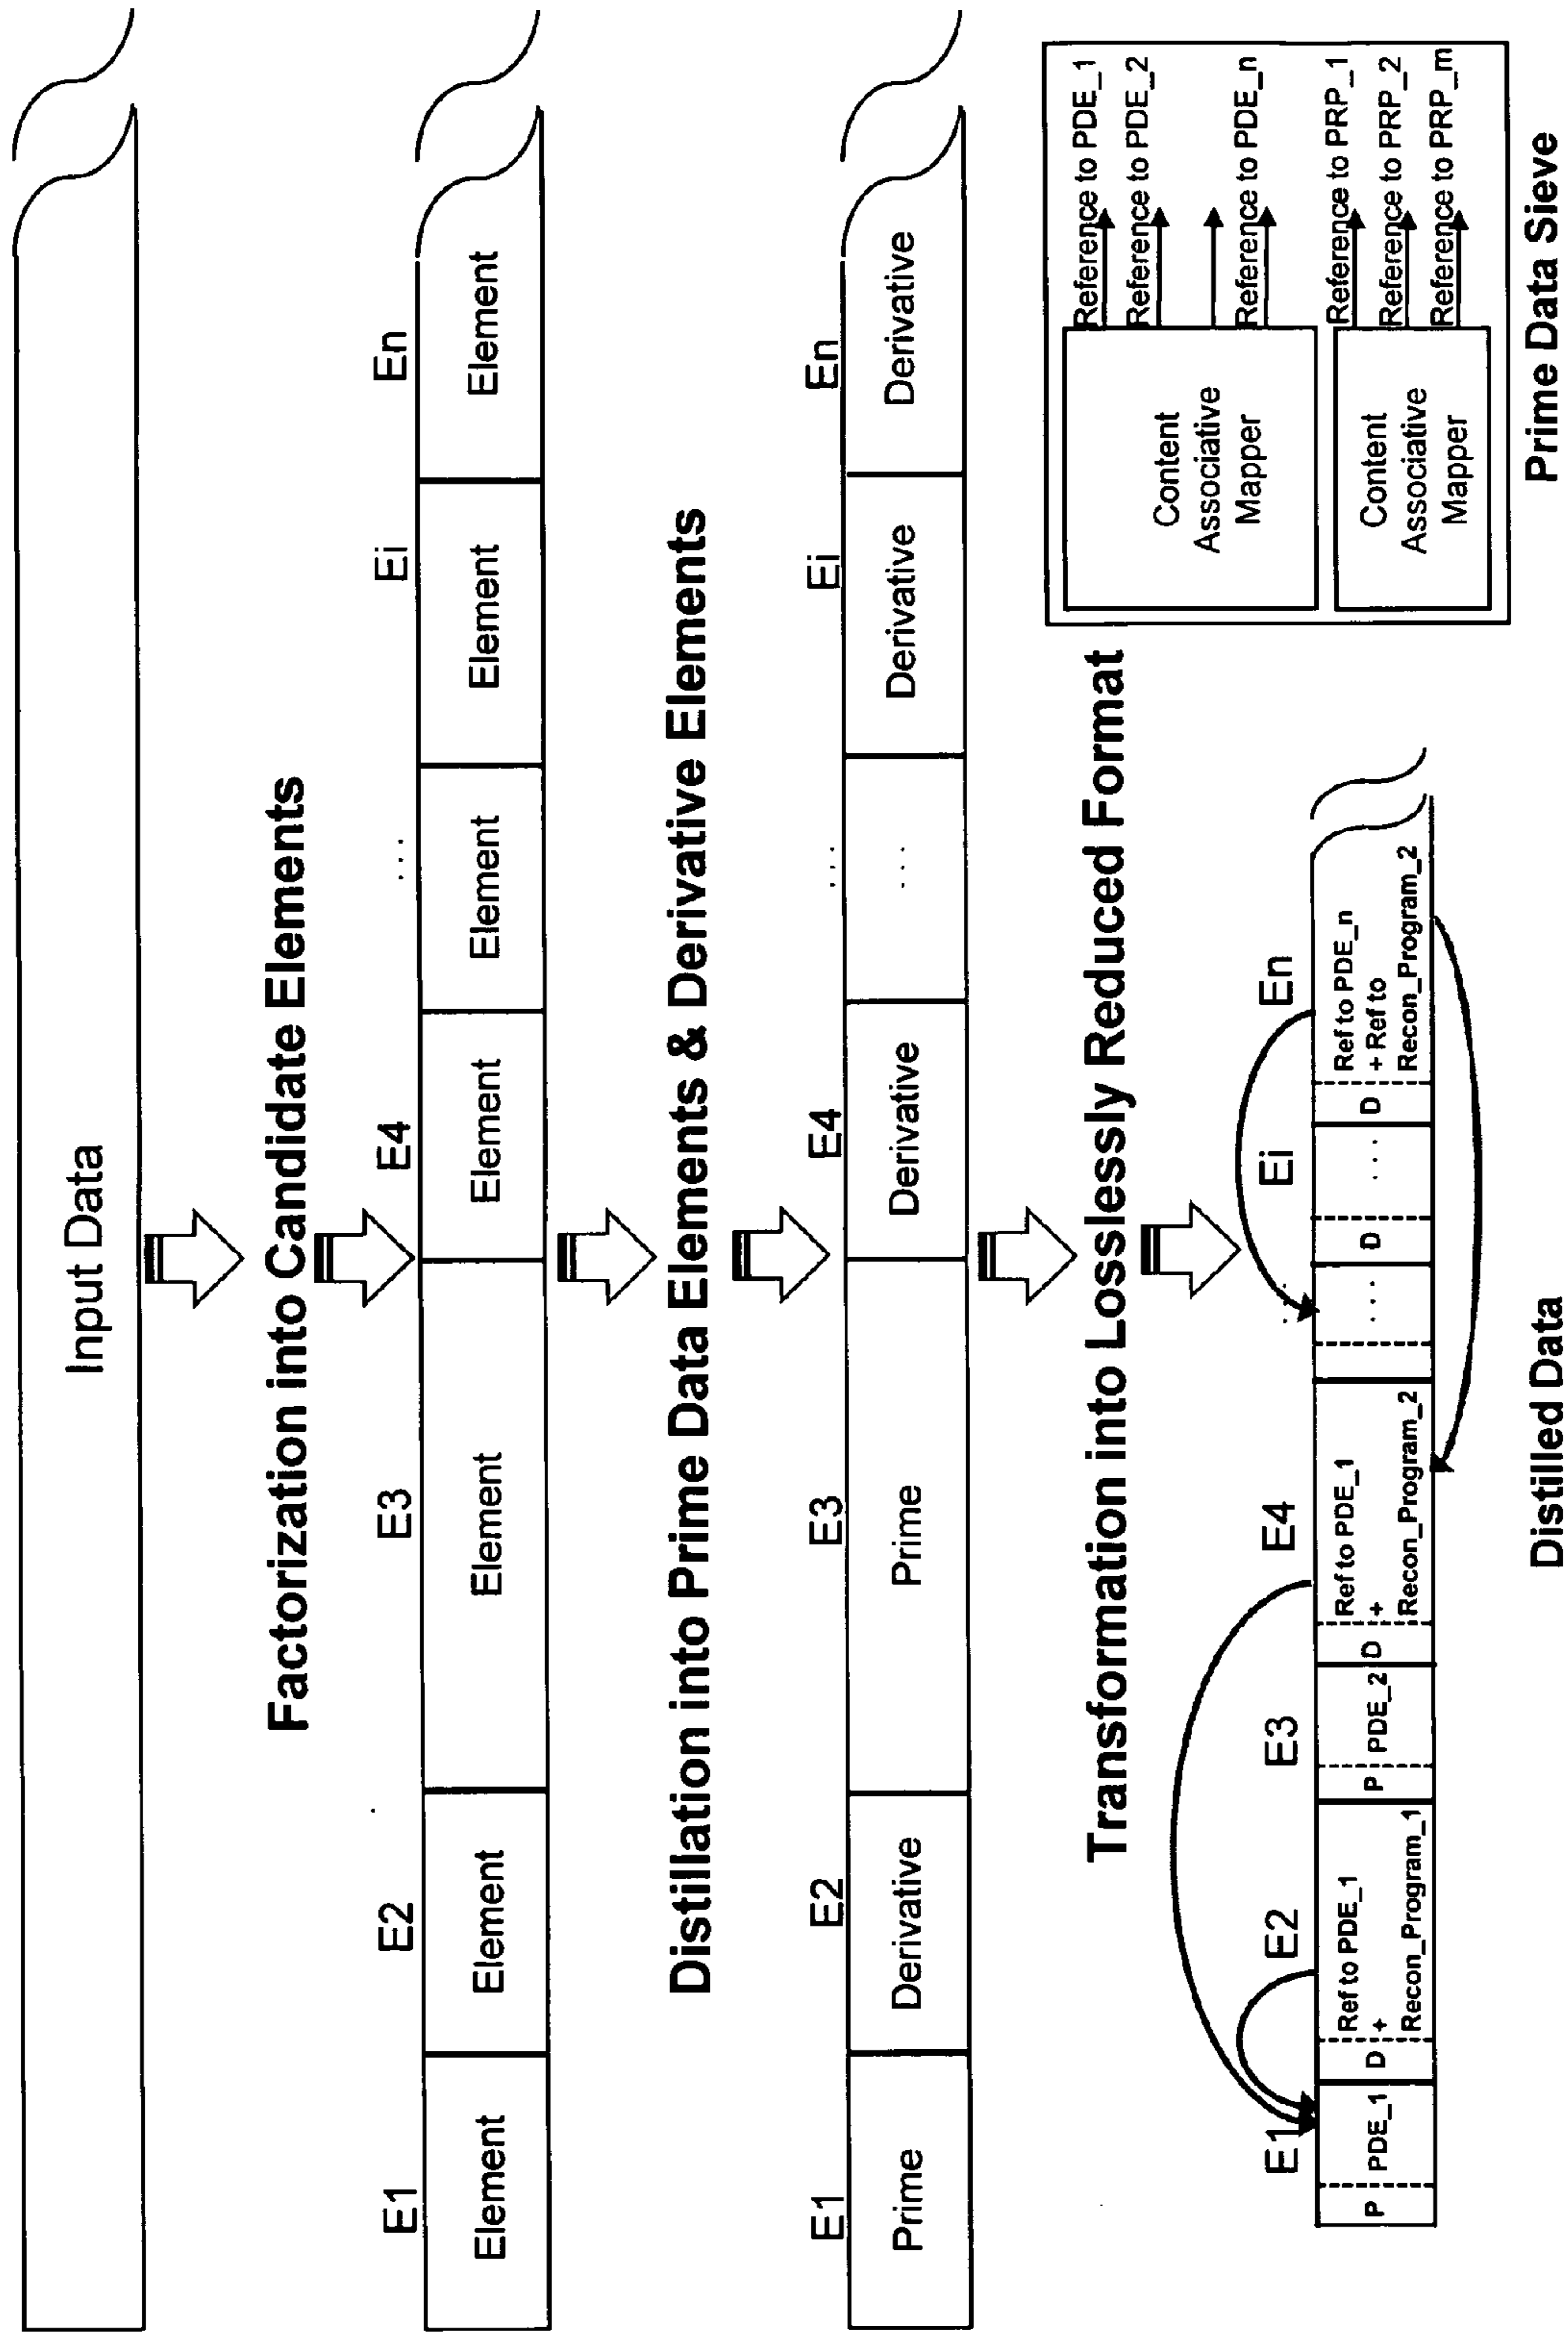 Input Data
Factorization into Candidate Elements
E1
E2
E3
E4
...
Ei
En
Element
Element
Element
Element
Element
Element
Element
Distillation into Prime Data Elements & Derivative Elements
E1
E2
E3
E4
...
Ei
En
Prime
Derivative
Prime
Derivative
...
Derivative
Derivative
Transformation into Losslessly Reduced Format
E1
E2
E3
E4
...
Ei
En
P
PDE_1
D
Ref to PDE_1
+
Recon_Program_1
P
PDE_2
D
Ref to PDE_1
+
Recon_Program_2
....
D
....
D
Ref to PDE_n
+ Ref to
Recon_Program_2
Distilled Data
Content
Associative
Mapper
Reference to PDE_1
Reference to PDE_2
Reference to PDE_n
Content
Associative
Mapper
Reference to PRP_1
Reference to PRP_2
Reference to PRP_m
Prime Data Sieve